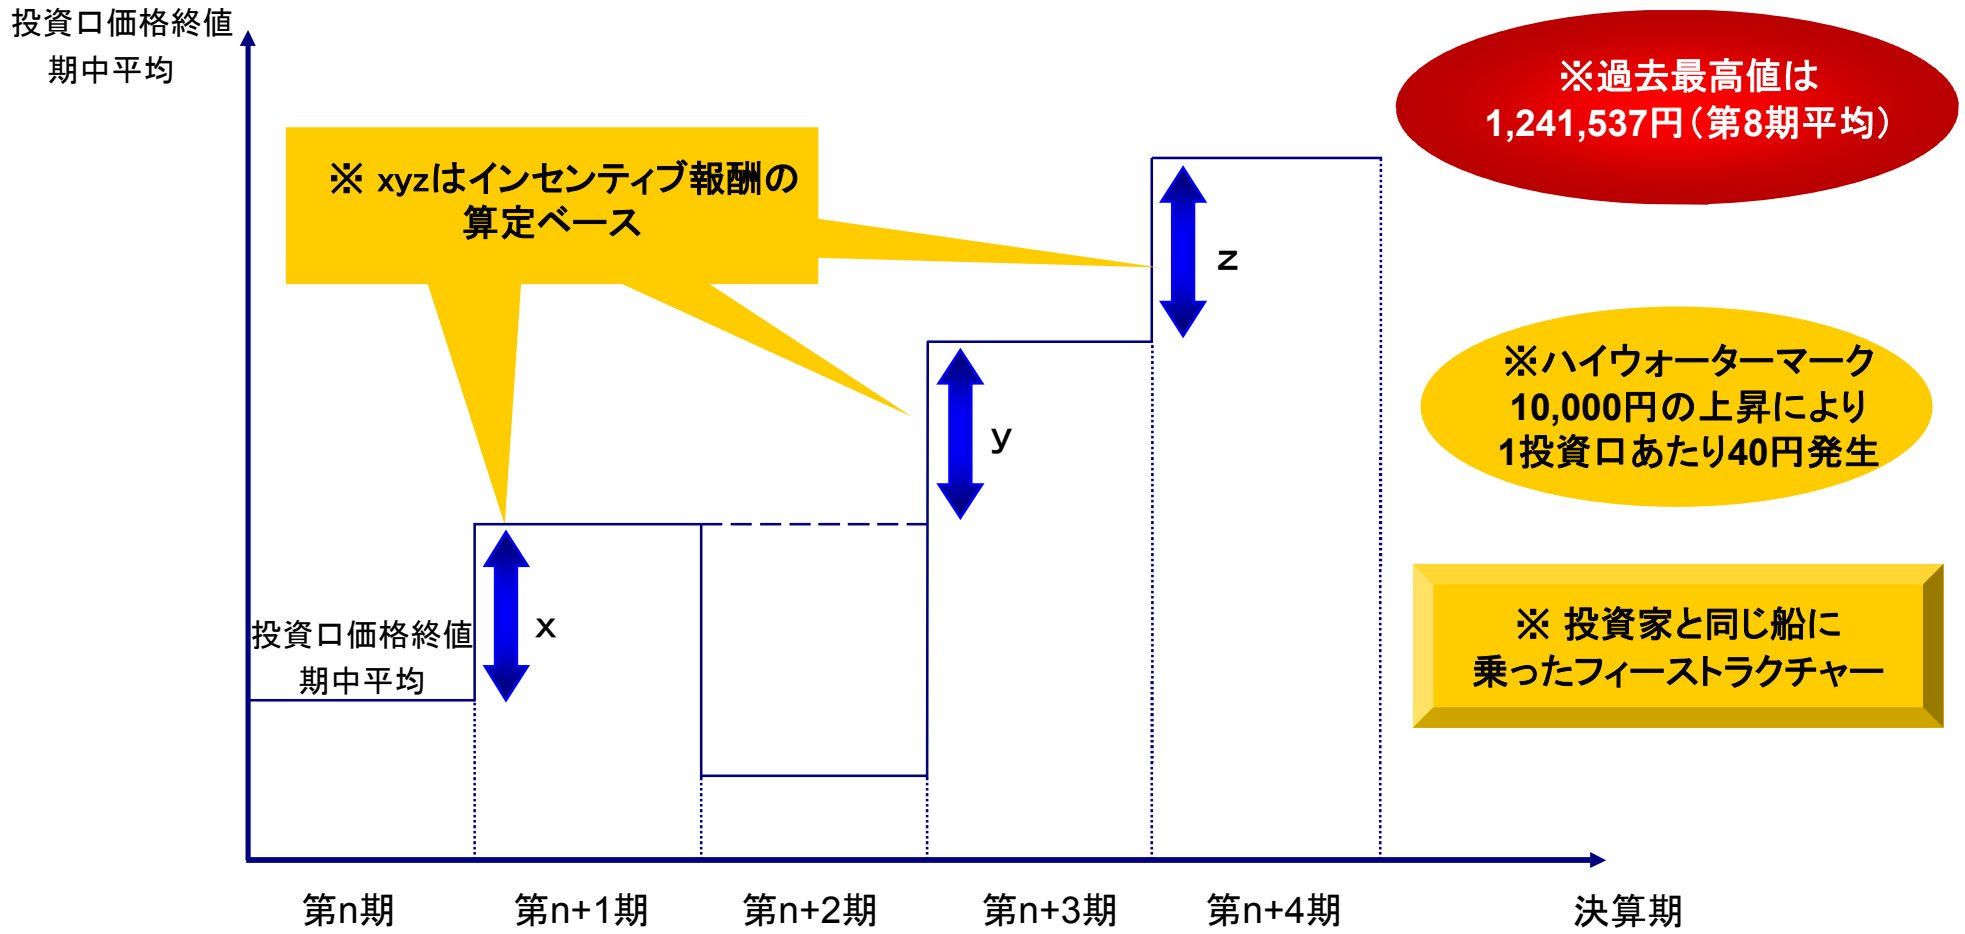 投資口価格終値
期中平均
※過去最高値は
1,241,537円（第8期平均）
※ xyzはインセンティブ報酬の
算定ベース
z
※ハイウォーターマーク
10,000円の上昇により
1投資口あたり40円発生
y
x
投資口価格終値
期中平均
※ 投資家と同じ船に
乗ったフィーストラクチャー
第n期
第n+1期
第n+2期
第n+3期
第n+4期
決算期